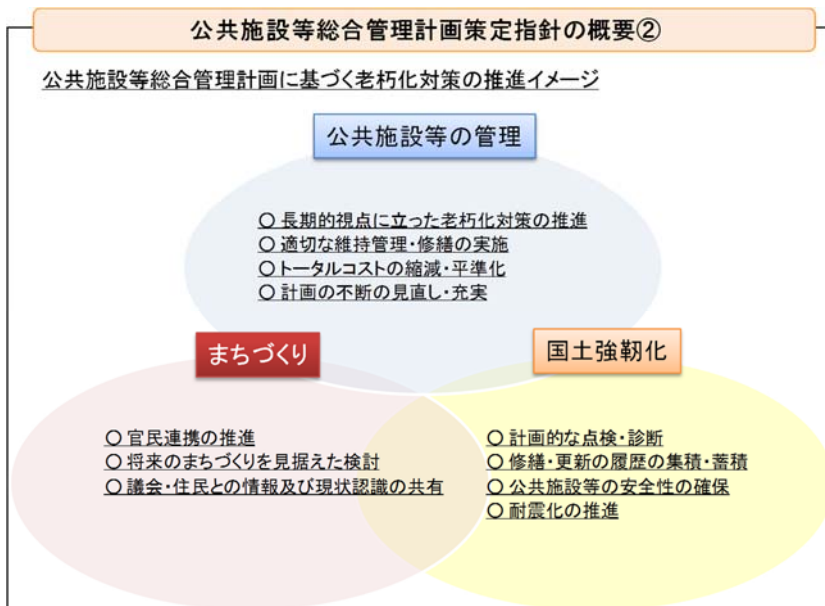 公共施設等総合管理計画策定指針の概要②
公共施設等総合管理計画に基づく老朽化対策の推進イメージ
公共施設等の管理
○ 長期的視点に立った老朽化対策の推進
○ 適切な維持管理・修繕の実施
○ トータルコストの縮減・平準化
○ 計画の不断の見直し・充実
まちづくり
○ 官民連携の推進
○ 将来のまちづくりを見据えた検討
○ 議会・住民との情報及び現状認識の共有
国土強靭化
○ 計画的な点検・診断
○ 修繕・更新の履歴の集積・蓄積
○ 公共施設等の安全性の確保
○ 耐震化の推進